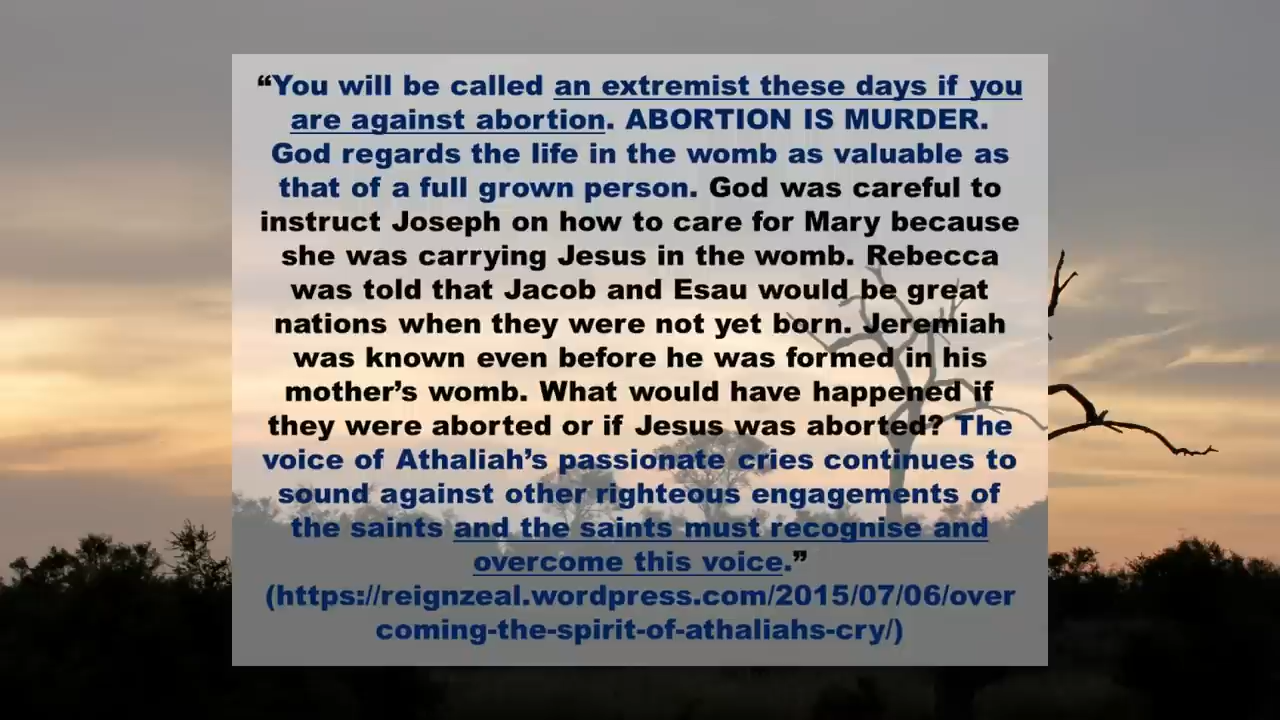 “You will be called an extremist these days if you
are against abortion. ABORTION IS MURDER.
God regards the life in the womb as valuable as
that of a full grown person. God was careful to
instruct Joseph on how to care for Mary because
she was carrying Jesus in the womb. Rebecca
was told that Jacob and Esau would be great
nations when they were not yet born. Jeremiah
was known even before he was formed in his
mother’s womb. What would have happened if
they were aborted or if Jesus was aborted? The
voice of Athaliah’s passionate cries continues to
sound against other righteous engagements of
the saints and the saints must recognise and
overcome this voice.”
(https://reignzeal.wordpress.com/2015/07/06/over
coming-the-spirit-of-athaliahs-cry/)